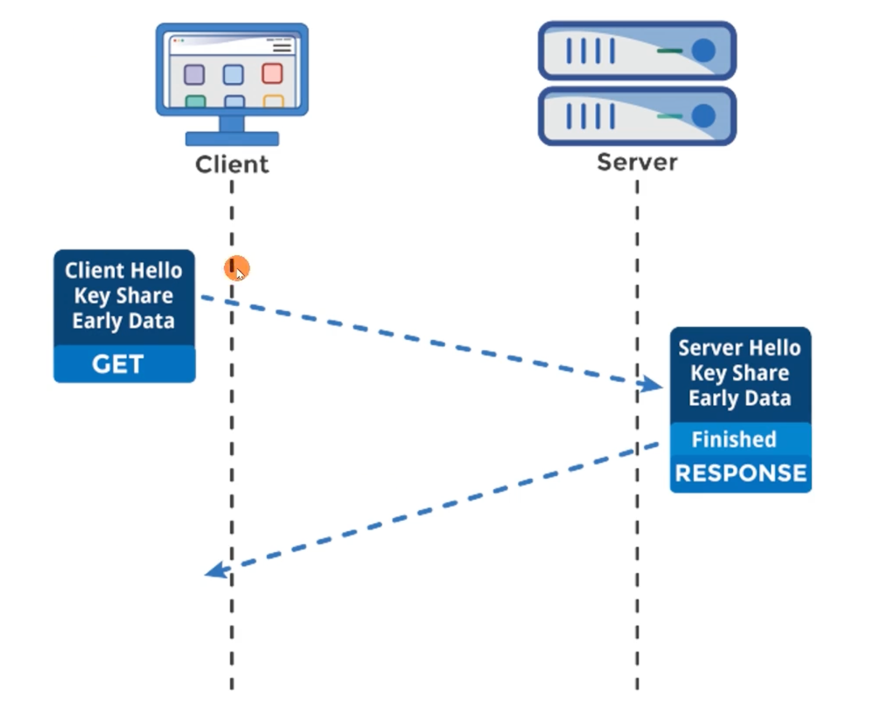 Client
Server
Client Hello
Key Share
Early Data
GET
Server Hello
Key Share
Early Data
Finished
RESPONSE